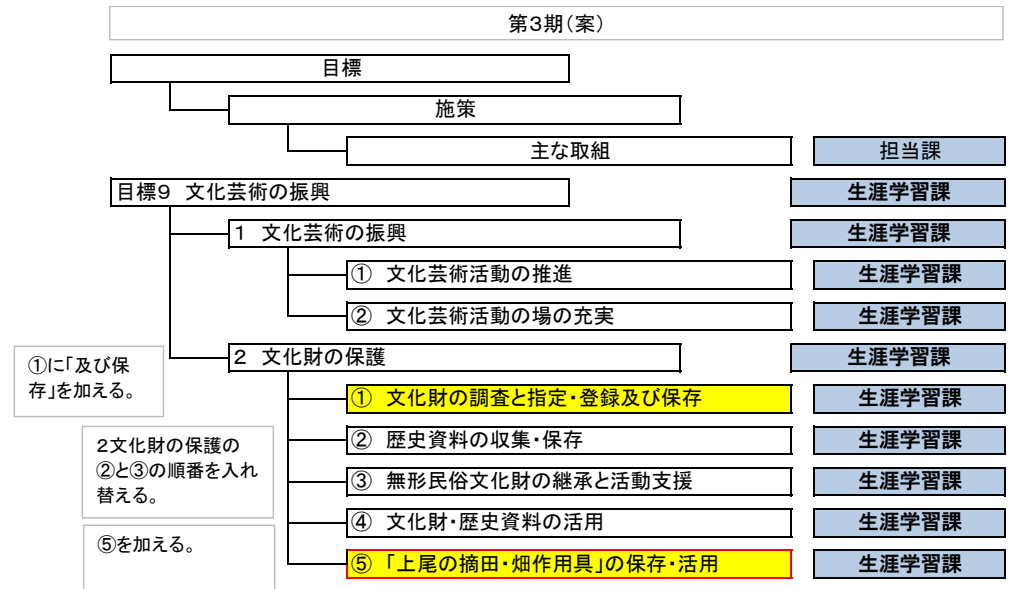 第3期(案)
目標
施策
主な取組
担当課
目標9 文化芸術の振興
生涯学習課
1 文化芸術の振興
生涯学習課
① 文化芸術活動の推進
生涯学習課
② 文化芸術活動の場の充実
生涯学習課
2 文化財の保護
生涯学習課
①に「及び保
存」を加える。
① 文化財の調査と指定・登録及び保存
生涯学習課
2文化財の保護の
②と③の順番を入れ
替える。
② 歴史資料の収集・保存
生涯学習課
③ 無形民俗文化財の継承と活動支援
生涯学習課
④ 文化財・歴史資料の活用
生涯学習課
⑤を加える。
⑤ 「上尾の摘田・畑作用具」の保存・活用
生涯学習課